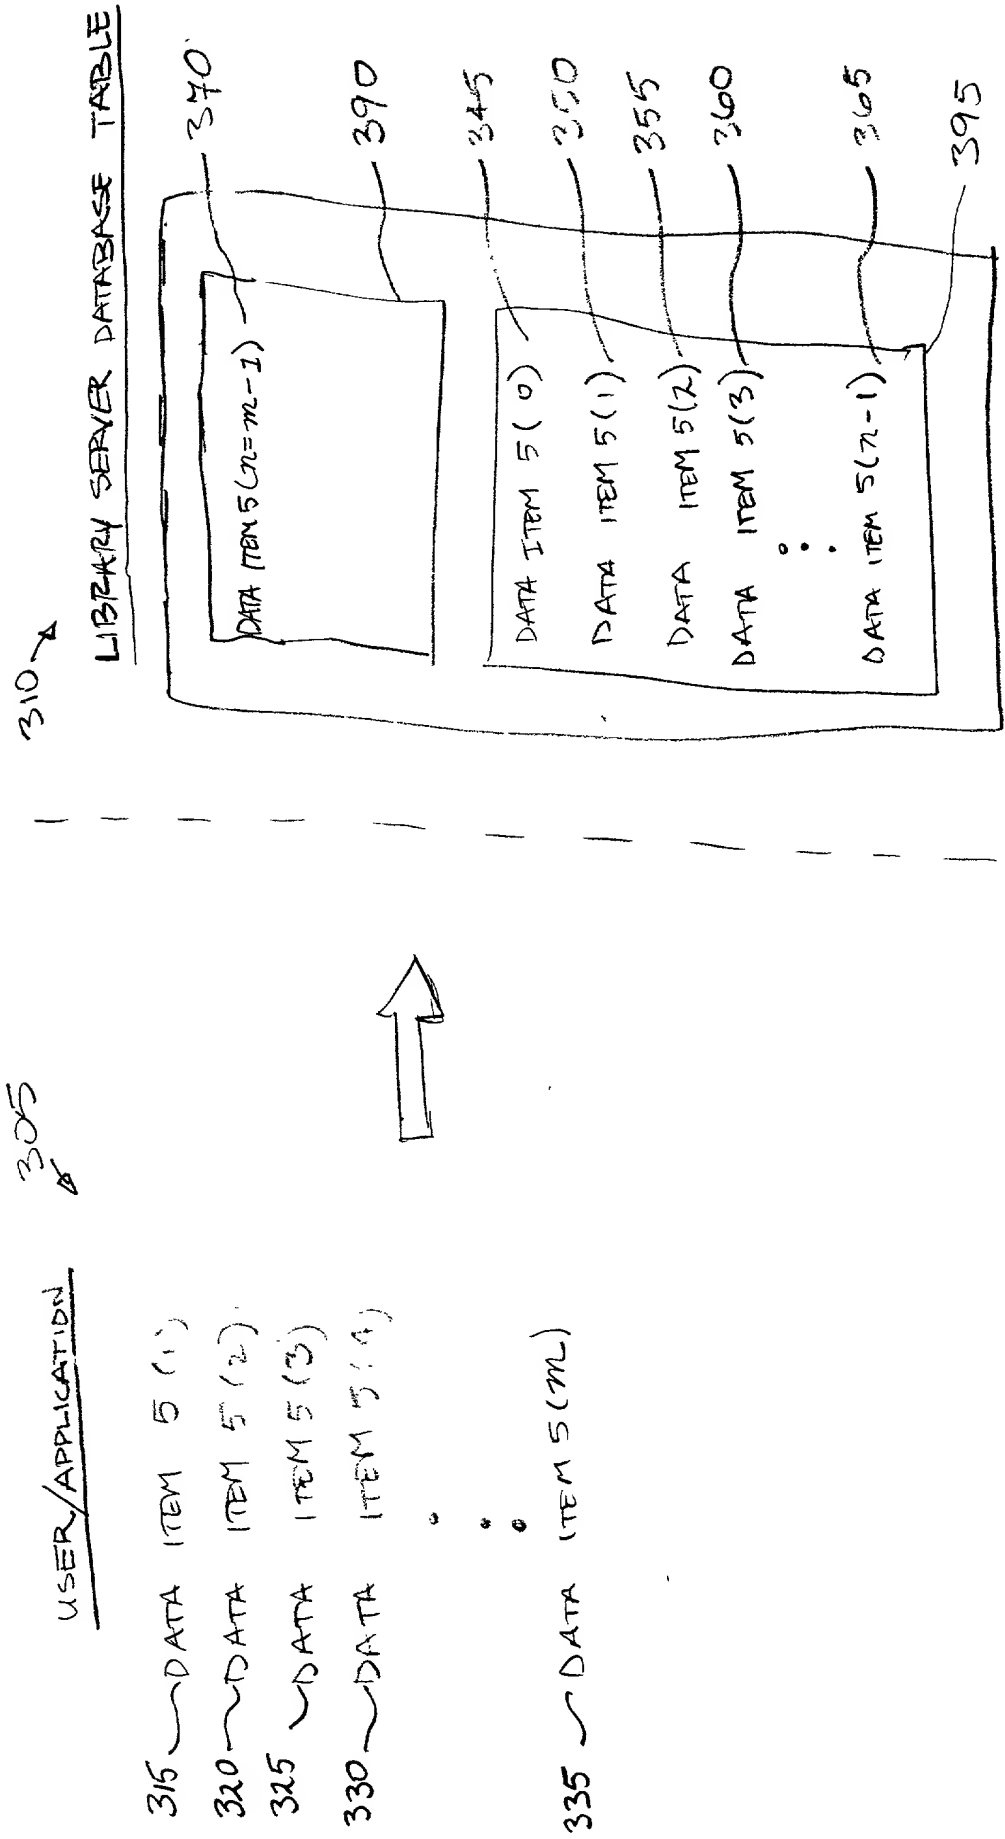 305
USER/APPLICATION
315 DATA ITEM 5 (1)
320 DATA ITEM 5 (2)
325 DATA ITEM 5 (3)
330 DATA ITEM 5 (4)
335 DATA ITEM 5 (m)
310
LIBRARY SERVER DATABASE TABLE
DATA ITEM 5 (n=m-1) 370
390
DATA ITEM 5 (0) 345
DATA ITEM 5 (1) 350
DATA ITEM 5 (2) 355
DATA ITEM 5 (3) 360
DATA ITEM 5 (n-1) 365
395